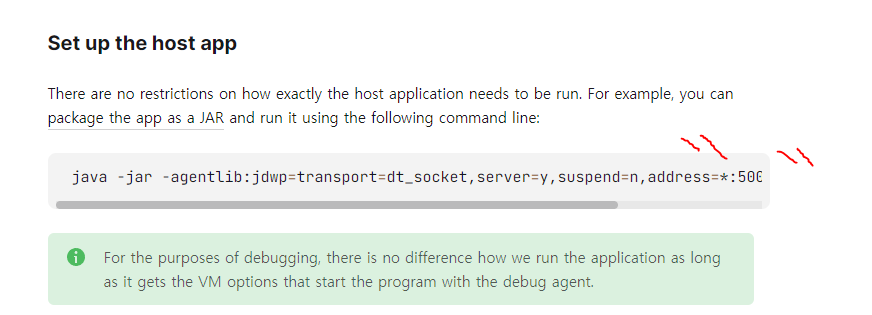 Set up the host app
There are no restrictions on how exactly the host application needs to be run. For example, you can
package the app as a JAR and run it using the following command line:
java -jar -agentlib:jdwp=transport=dt_socket,server=y,suspend=n,address=*:500
For the purposes of debugging, there is no difference how we run the application as long
as it gets the VM options that start the program with the debug agent.